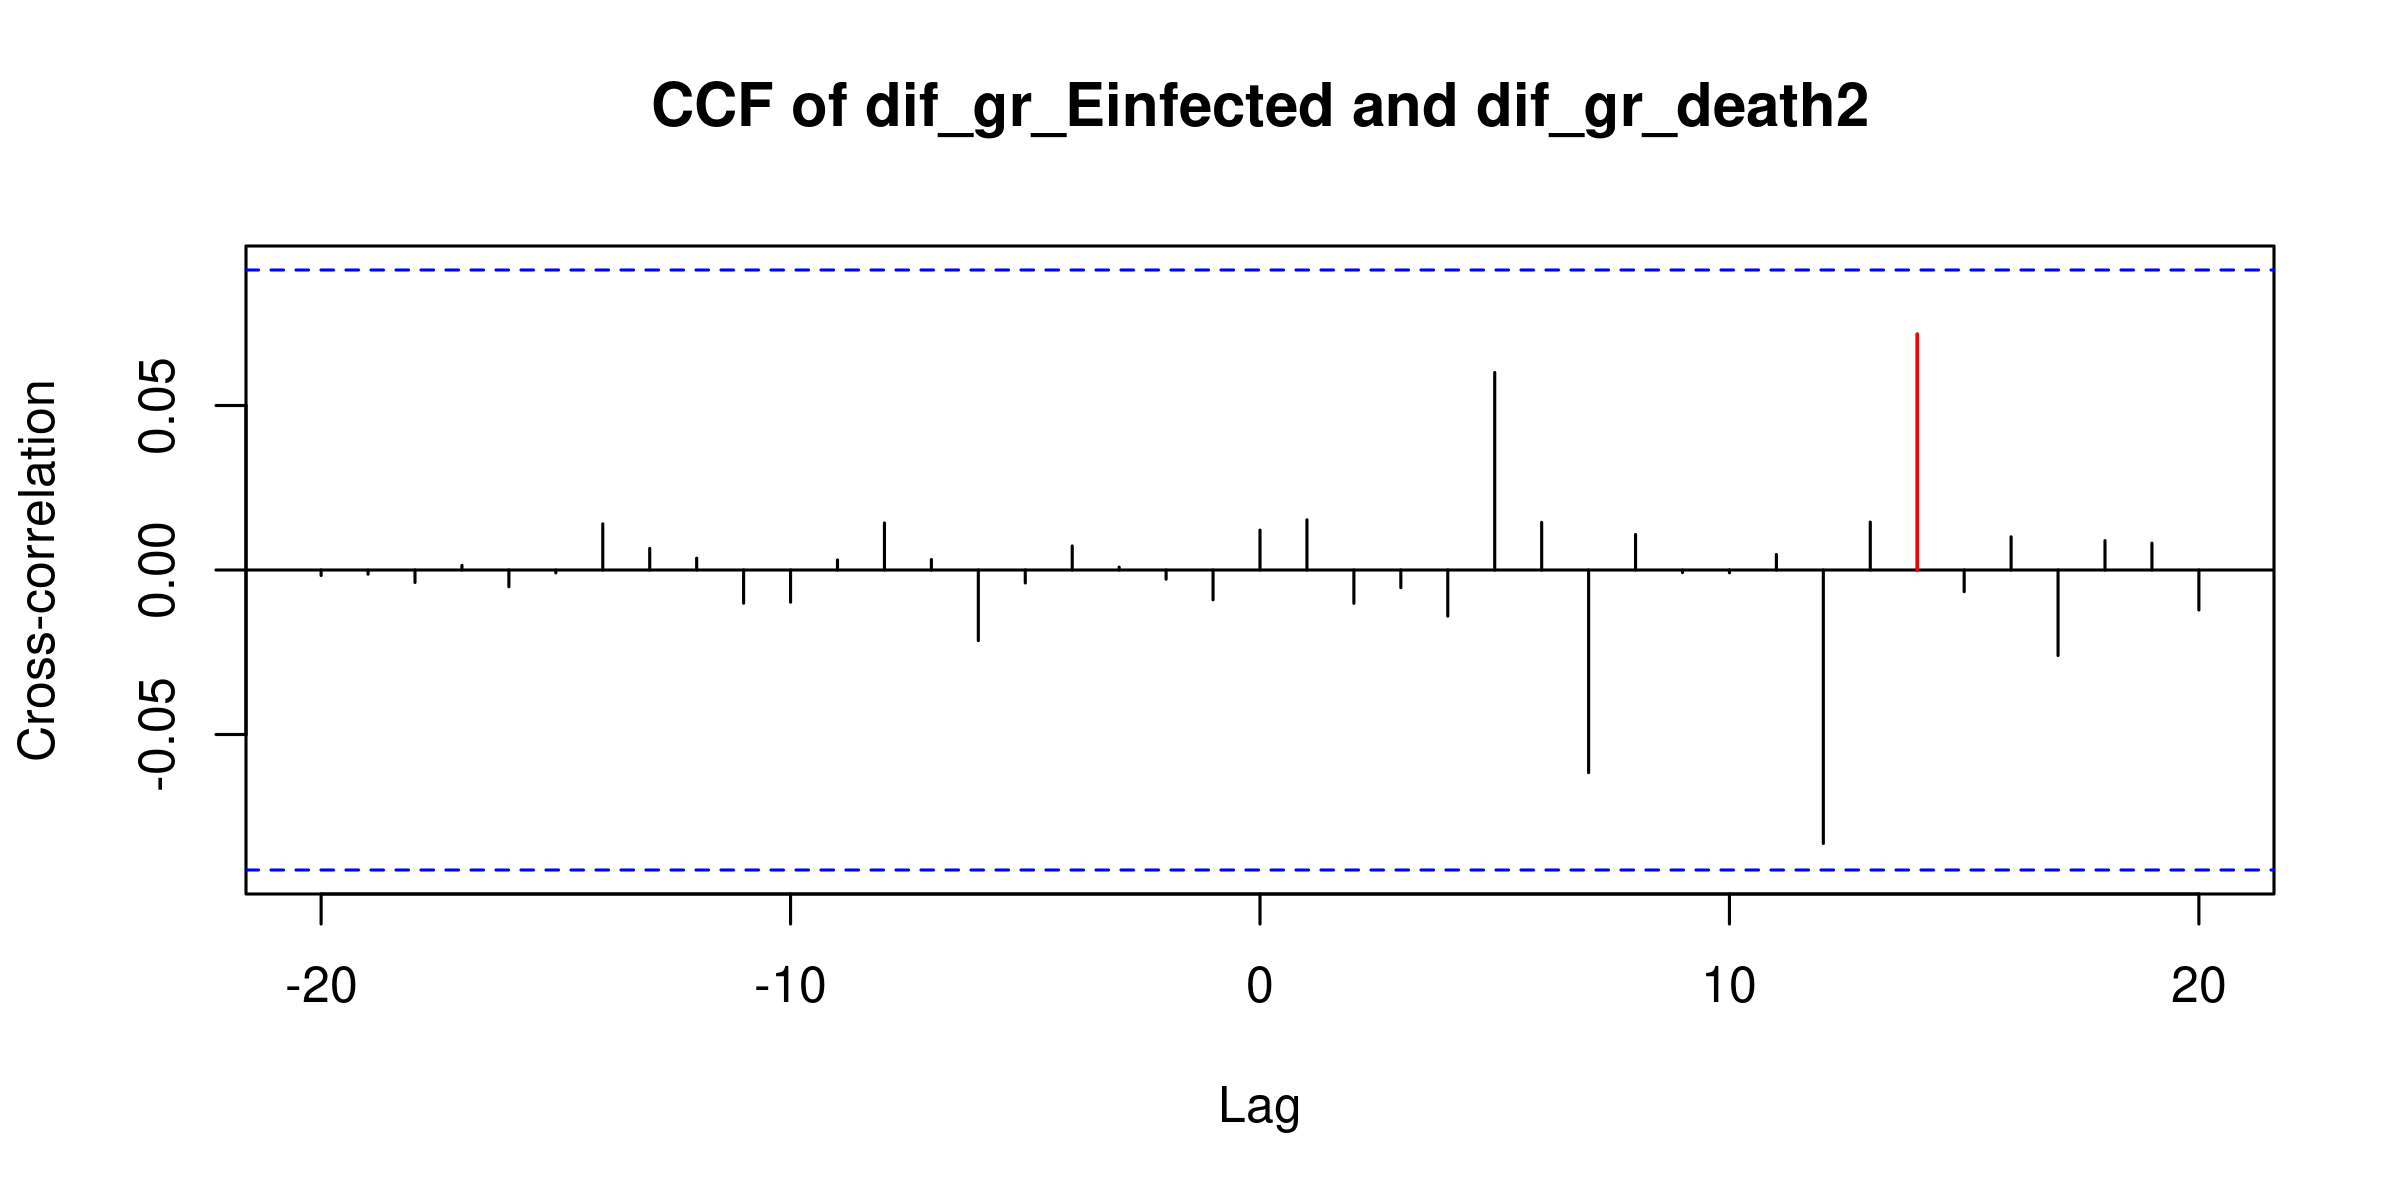 CCF of dif_gr_Einfected and dif_gr_death2
Cross-correlation
0.05
0.00
-0.05
-20 -10 0 10 20
Lag